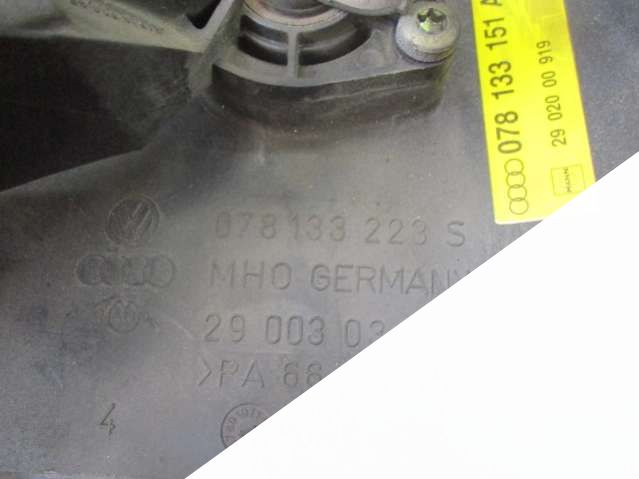 078 133 151 A
29 020 00 919
MANN
078 133 223 S
MHO GERMANY
29 003 03
>PA 66
4